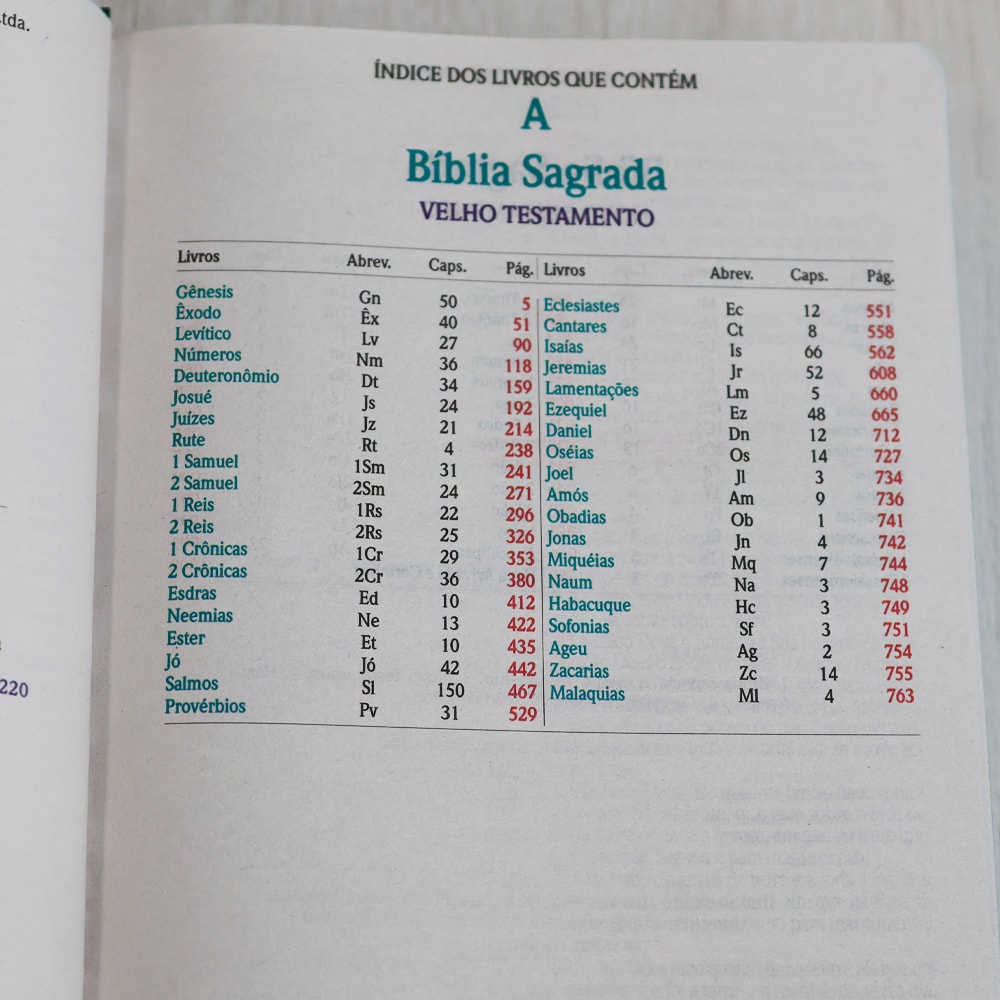 tda.
220
ÍNDICE DOS LIVROS QUE CONTÉM
A
Bíblia Sagrada
VELHO TESTAMENTO
Livros Abrev. Caps. Pág.
Gênesis Gn 50 5
Êxodo Êx 40 51
Levítico Lv 27 90
Números Nm 36 118
Deuteronômio Dt 34 159
Josué Js 24 192
Juízes Jz 21 214
Rute Rt 4 238
1 Samuel 1Sm 31 241
2 Samuel 2Sm 24 271
1 Reis 1Rs 22 296
2 Reis 2Rs 25 326
1 Crônicas 1Cr 29 353
2 Crônicas 2Cr 36 380
Esdras Ed 10 412
Neemias Ne 13 422
Ester Et 10 435
Jó Jó 42 442
Salmos Sl 150 467
Provérbios Pv 31 529
Livros Abrev. Caps. Pág.
Eclesiastes Ec 12 551
Cantares Ct 8 558
Isaías Is 66 562
Jeremias Jr 52 608
Lamentações Lm 5 660
Ezequiel Ez 48 665
Daniel Dn 12 712
Oséias Os 14 727
Joel Jl 3 734
Amós Am 9 736
Obadias Ob 1 741
Jonas Jn 4 742
Miquéias Mq 7 744
Naum Na 3 748
Habacuque Hc 3 749
Sofonias Sf 3 751
Ageu Ag 2 754
Zacarias Zc 14 755
Malaquias Ml 4 763